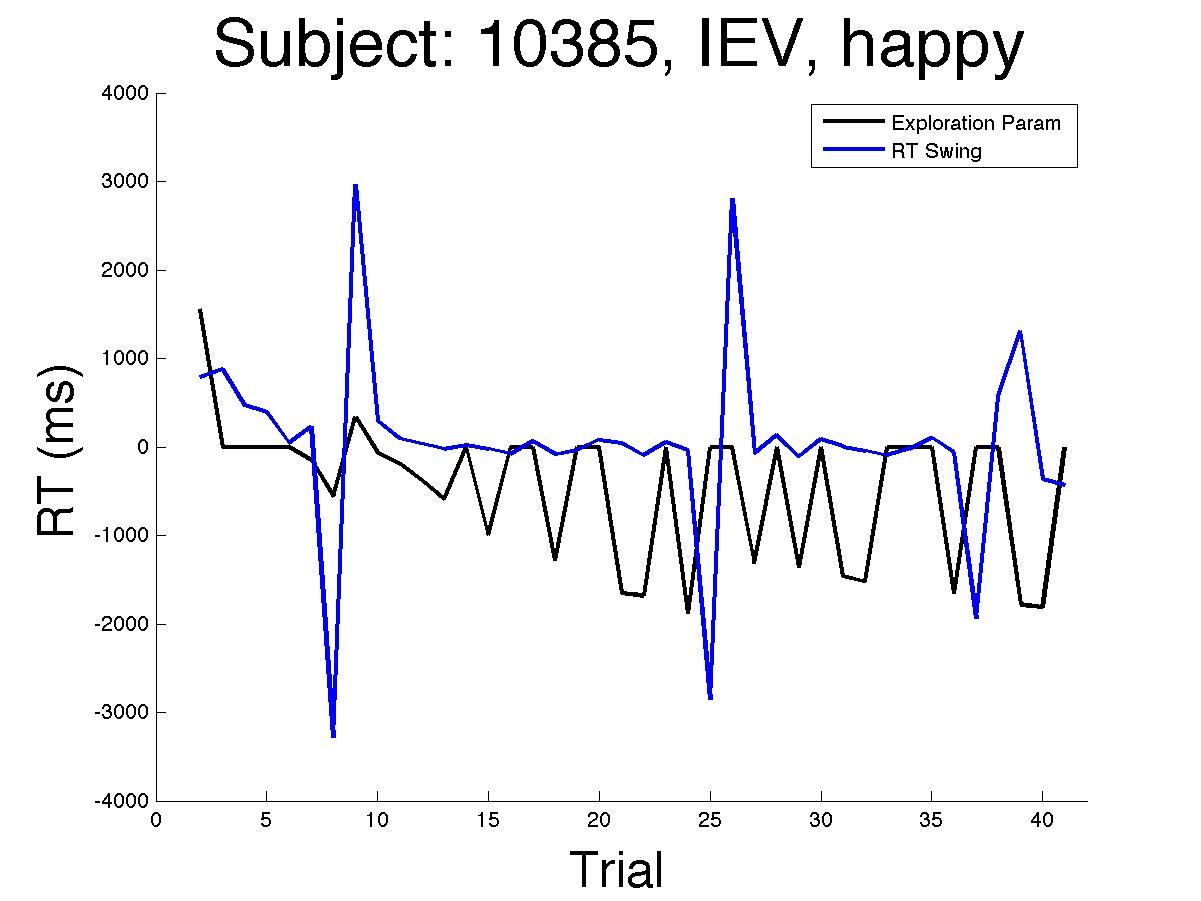 Subject: 10385, IEV, happy
Exploration Param
RT Swing
4000
3000
2000
1000
0
-1000
-2000
-3000
-4000
RT (ms)
0 5 10 15 20 25 30 35 40
Trial